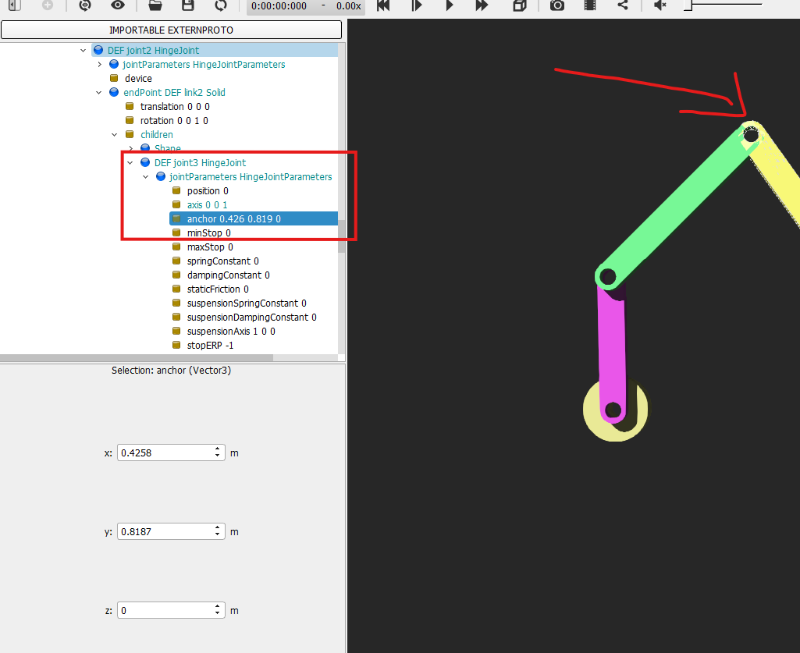 0:00:00:000 - 0.00x
IMPORTABLE EXTERNPROTO
DEF joint2 HingeJoint
jointParameters HingeJointParameters
device
endPoint DEF link2 Solid
translation 0 0 0
rotation 0 0 1 0
children
Shape
DEF joint3 HingeJoint
jointParameters HingeJointParameters
position 0
axis 0 0 1
anchor 0.426 0.819 0
minStop 0
maxStop 0
springConstant 0
dampingConstant 0
staticFriction 0
suspensionSpringConstant 0
suspensionDampingConstant 0
suspensionAxis 1 0 0
stopERP -1
Selection: anchor (Vector3)
x: 0.4258 m
y: 0.8187 m
z: 0 m